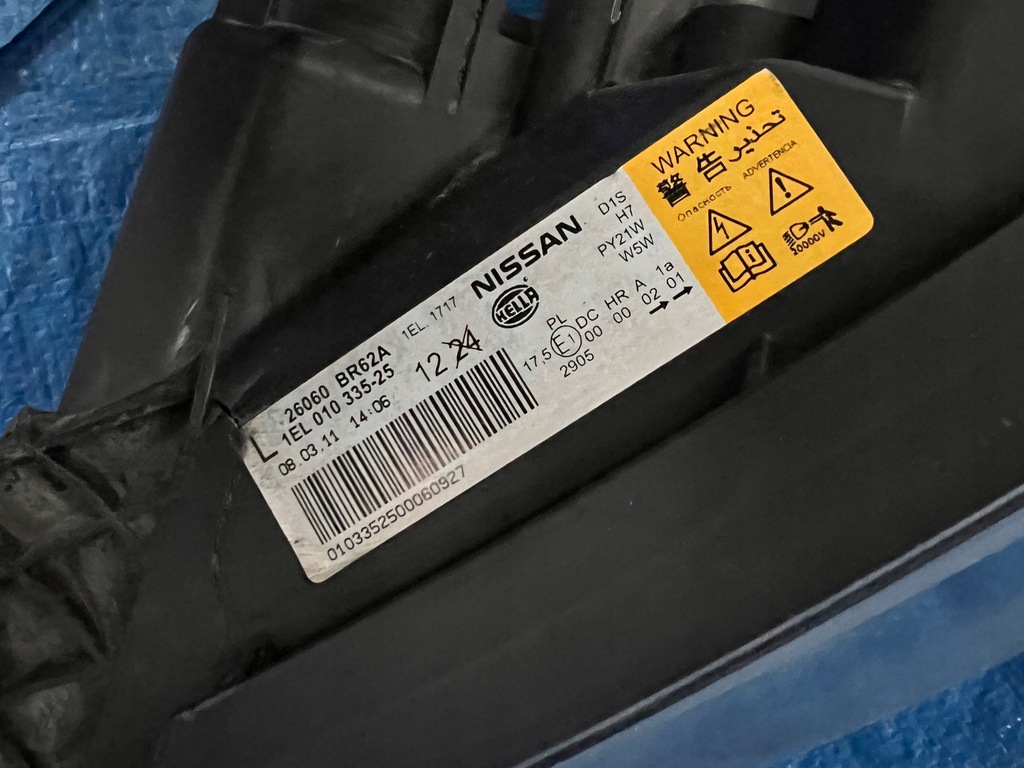 L
26060 BR62A
1EL. 1717
1EL 010 335-25
08.03.11 14:06
12 24
0103352500060927
NISSAN
HELLA
D1S
H7
PY21W
W5W
17.5 E1
PL
DC HR A 1a
00 00 02 01
2905
WARNING
警告 تحذير
Опасность ADVERTENCIA
30000V